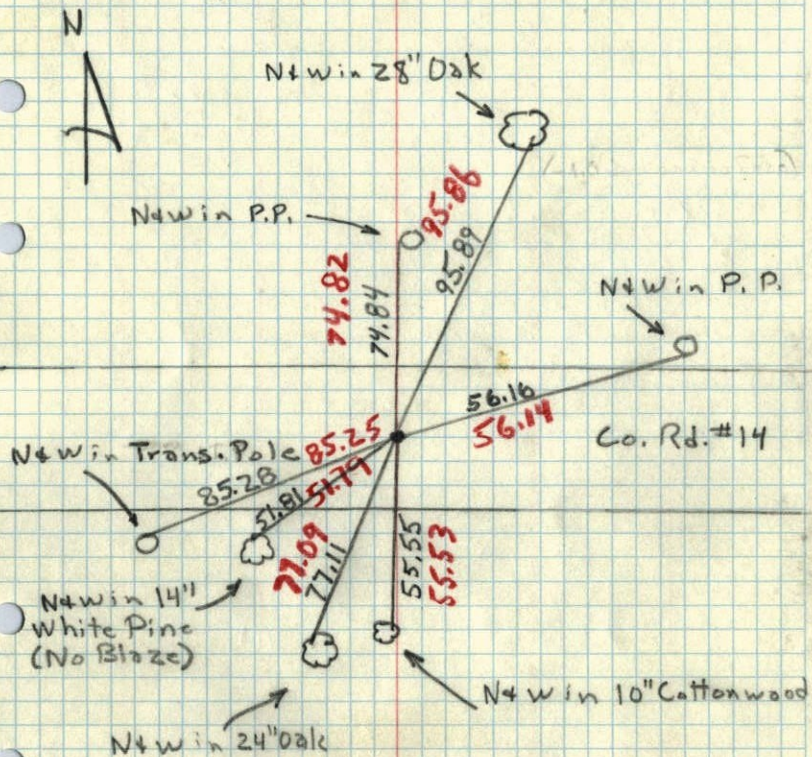 N
N&W in 28" Oak
N&W in P.P.
95.86
95.89
74.82
74.84
N&W in P.P.
56.16
56.14
Co. Rd. #14
N&W in Trans. Pole
85.25
85.28
51.81
51.79
77.09
77.11
55.55
55.53
N&W in 14"
White Pine
(No Blaze)
N&W in 10" Cottonwood
N&W in 24" Oak